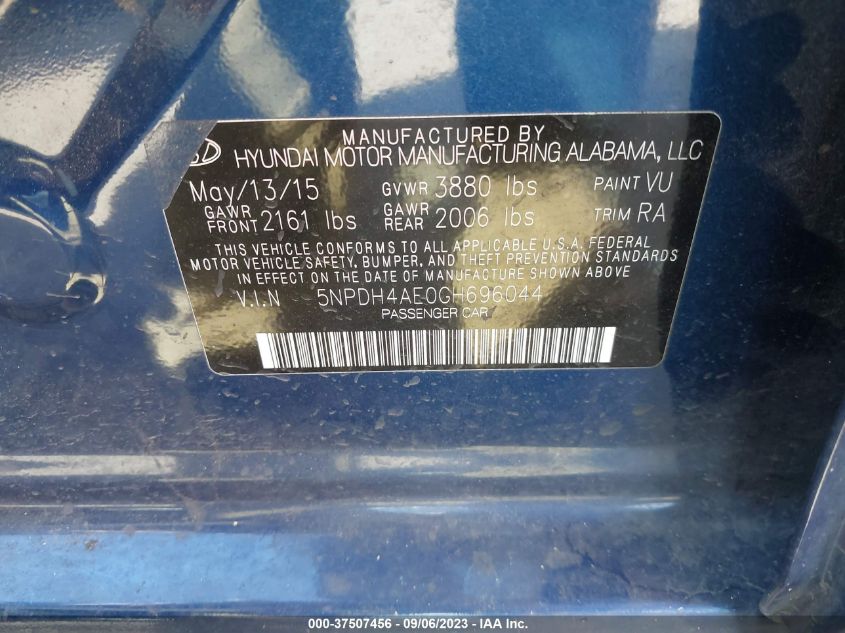 MANUFACTURED BY
HYUNDAI MOTOR MANUFACTURING ALABAMA, LLC
May/13/15 GVWR 3880 lbs PAINT VU
GAWR FRONT 2161 lbs GAWR REAR 2006 lbs TRIM RA
THIS VEHICLE CONFORMS TO ALL APPLICABLE U.S.A. FEDERAL
MOTOR VEHICLE SAFETY, BUMPER, AND THEFT PREVENTION STANDARDS
IN EFFECT ON THE DATE OF MANUFACTURE SHOWN ABOVE.
V.I.N 5NPDH4AE0GH696044
PASSENGER CAR
000-37507456 - 09/06/2023 - IAA Inc.